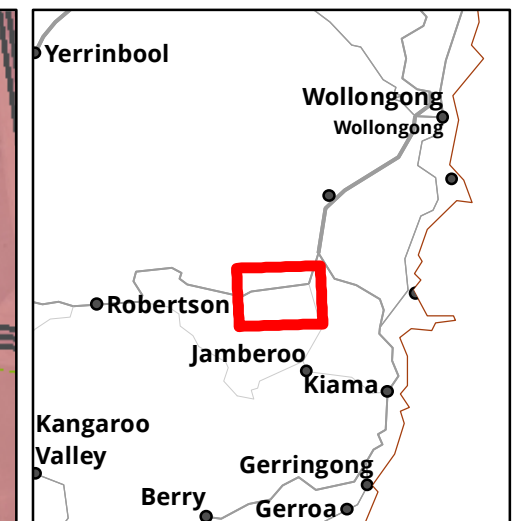 Yerrinbool
Wollongong
Wollongong
Robertson
Jamberoo
Kiama
Kangaroo
Valley
Gerringong
Berry
Gerroa